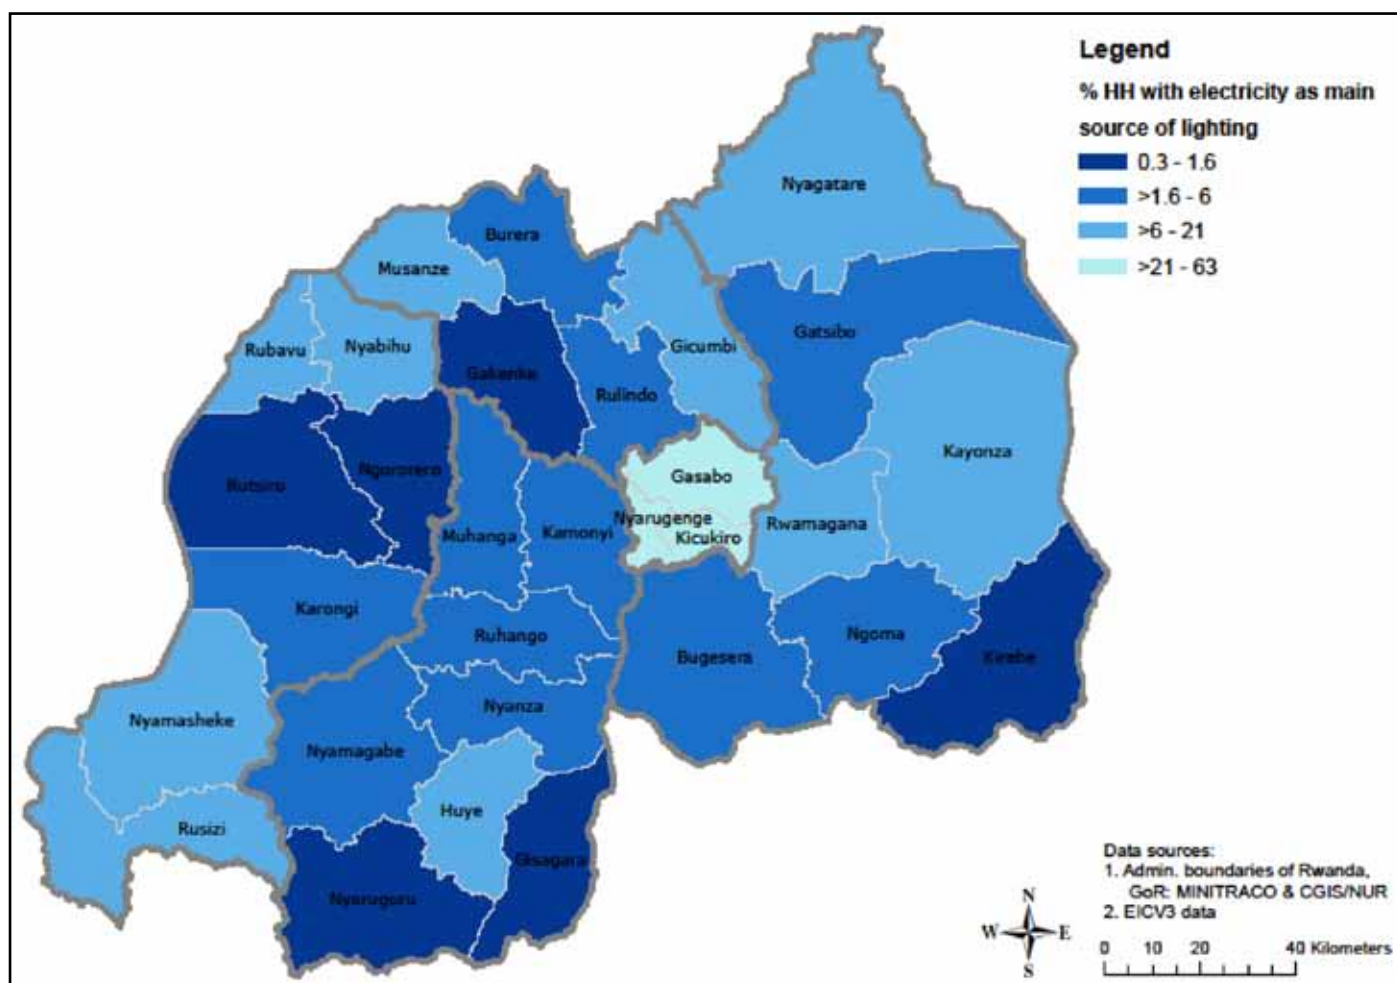 Legend
% HH with electricity as main
source of lighting
0.3 - 1.6
>1.6 - 6
>6 - 21
>21 - 63
Nyagatare
Burera
Musanze
Gatsibo
Rubavu
Nyabihu
Gicumbi
Gakenke
Rulindo
Kayonza
Gasabo
Rutsiro
Ngororero
Nyarugenge
Rwamagana
Muhanga
Kamonyi
Kicukiro
Karongi
Ruhango
Ngoma
Bugesera
Kirehe
Nyamasheke
Nyanza
Nyamagabe
Huye
Rusizi
Gisagara
Nyaruguru
Data sources:
1. Admin. boundaries of Rwanda,
GoR: MINITRACO & CGIS/NUR
2. EICV3 data
N
W E
S
0 10 20 40 Kilometers